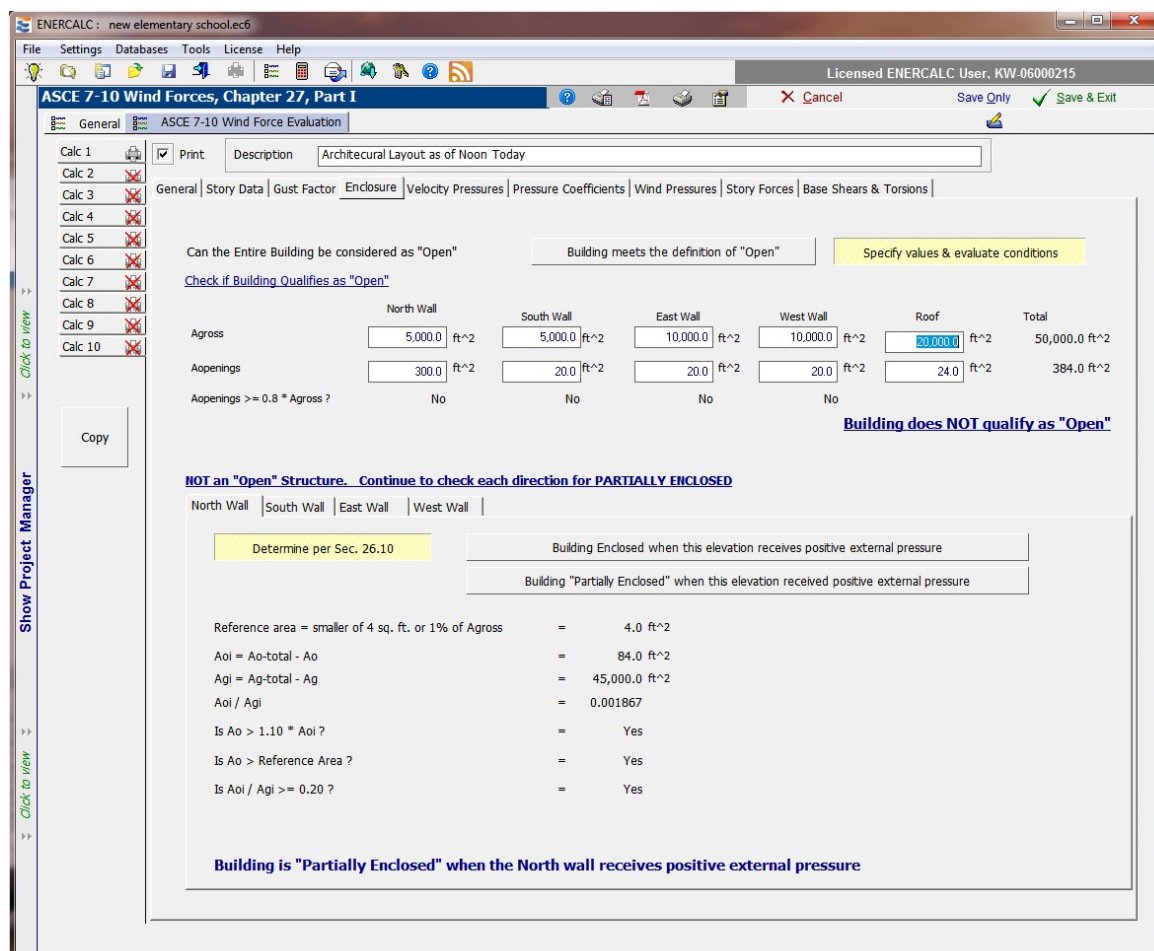 ENERCALC : new elementary school.ec6
File Settings Databases Tools License Help
Licensed ENERCALC User, KW-06000215
ASCE 7-10 Wind Forces, Chapter 27, Part I
Cancel
Save Only
Save & Exit
General
ASCE 7-10 Wind Force Evaluation
Calc 1
Calc 2
Calc 3
Calc 4
Calc 5
Calc 6
Calc 7
Calc 8
Calc 9
Calc 10
Copy
Click to view
Show Project Manager
Click to view
Print
Description
Architecural Layout as of Noon Today
General Story Data Gust Factor Enclosure Velocity Pressures Pressure Coefficients Wind Pressures Story Forces Base Shears & Torsions
Can the Entire Building be considered as "Open"
Building meets the definition of "Open"
Specify values & evaluate conditions
Check if Building Qualifies as "Open"
North Wall South Wall East Wall West Wall Roof Total
Agross 5,000.0 ft^2 5,000.0 ft^2 10,000.0 ft^2 10,000.0 ft^2 20,000.0 ft^2 50,000.0 ft^2
Aopenings 300.0 ft^2 20.0 ft^2 20.0 ft^2 20.0 ft^2 24.0 ft^2 384.0 ft^2
Aopenings >= 0.8 * Agross ? No No No No
Building does NOT qualify as "Open"
NOT an "Open" Structure. Continue to check each direction for PARTIALLY ENCLOSED
North Wall South Wall East Wall West Wall
Determine per Sec. 26.10
Building Enclosed when this elevation receives positive external pressure
Building "Partially Enclosed" when this elevation received positive external pressure
Reference area = smaller of 4 sq. ft. or 1% of Agross = 4.0 ft^2
Aoi = Ao-total - Ao = 84.0 ft^2
Agi = Ag-total - Ag = 45,000.0 ft^2
Aoi / Agi = 0.001867
Is Ao > 1.10 * Aoi ? = Yes
Is Ao > Reference Area ? = Yes
Is Aoi / Agi >= 0.20 ? = Yes
Building is "Partially Enclosed" when the North wall receives positive external pressure